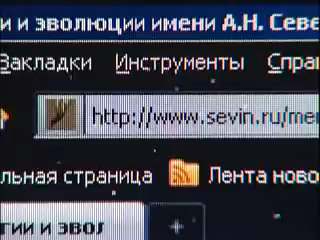 и и эволюции имени А.Н. Севе
Закладки Инструменты Спра
http://www.sevin.ru/me
льная страница Лента ново
гии и эвол